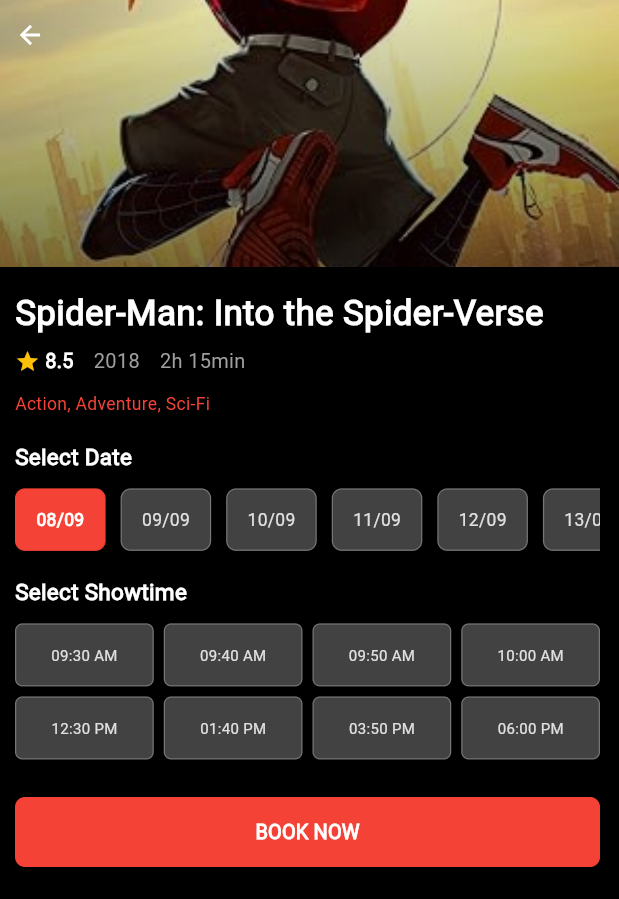 Spider-Man: Into the Spider-Verse
8.5 2018 2h 15min
Action, Adventure, Sci-Fi
Select Date
08/09 09/09 10/09 11/09 12/09 13/0
Select Showtime
09:30 AM 09:40 AM 09:50 AM 10:00 AM
12:30 PM 01:40 PM 03:50 PM 06:00 PM
BOOK NOW